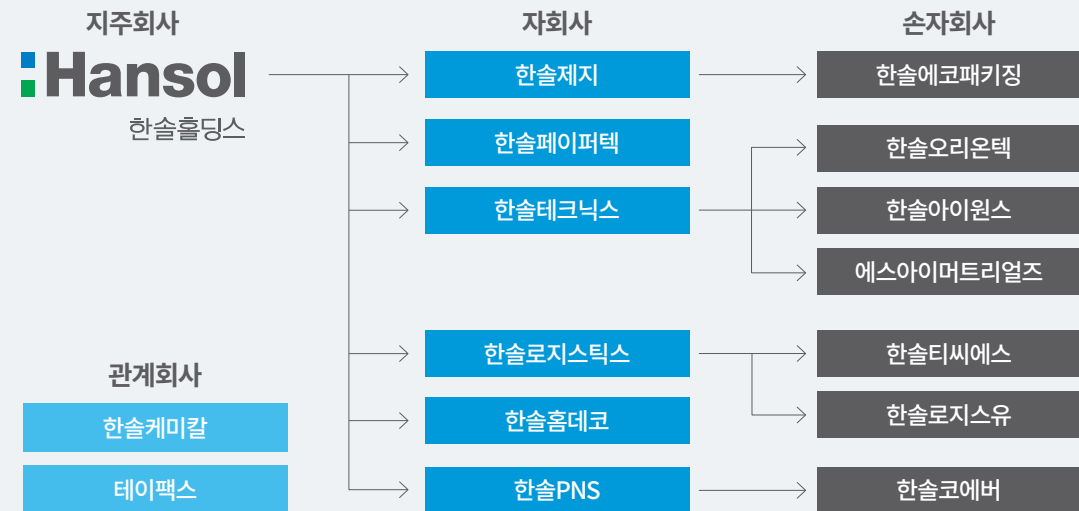 지주회사
Hansol
한솔홀딩스
관계회사
한솔케미칼
테이팩스
자회사
한솔제지
한솔페이퍼텍
한솔테크닉스
한솔로지스틱스
한솔홈데코
한솔PNS
손자회사
한솔에코패키징
한솔오리온텍
한솔아이원스
에스아이머트리얼즈
한솔티씨에스
한솔로지스유
한솔코에버